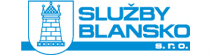 SLUŽBY
BLANSKO
s. r. o.